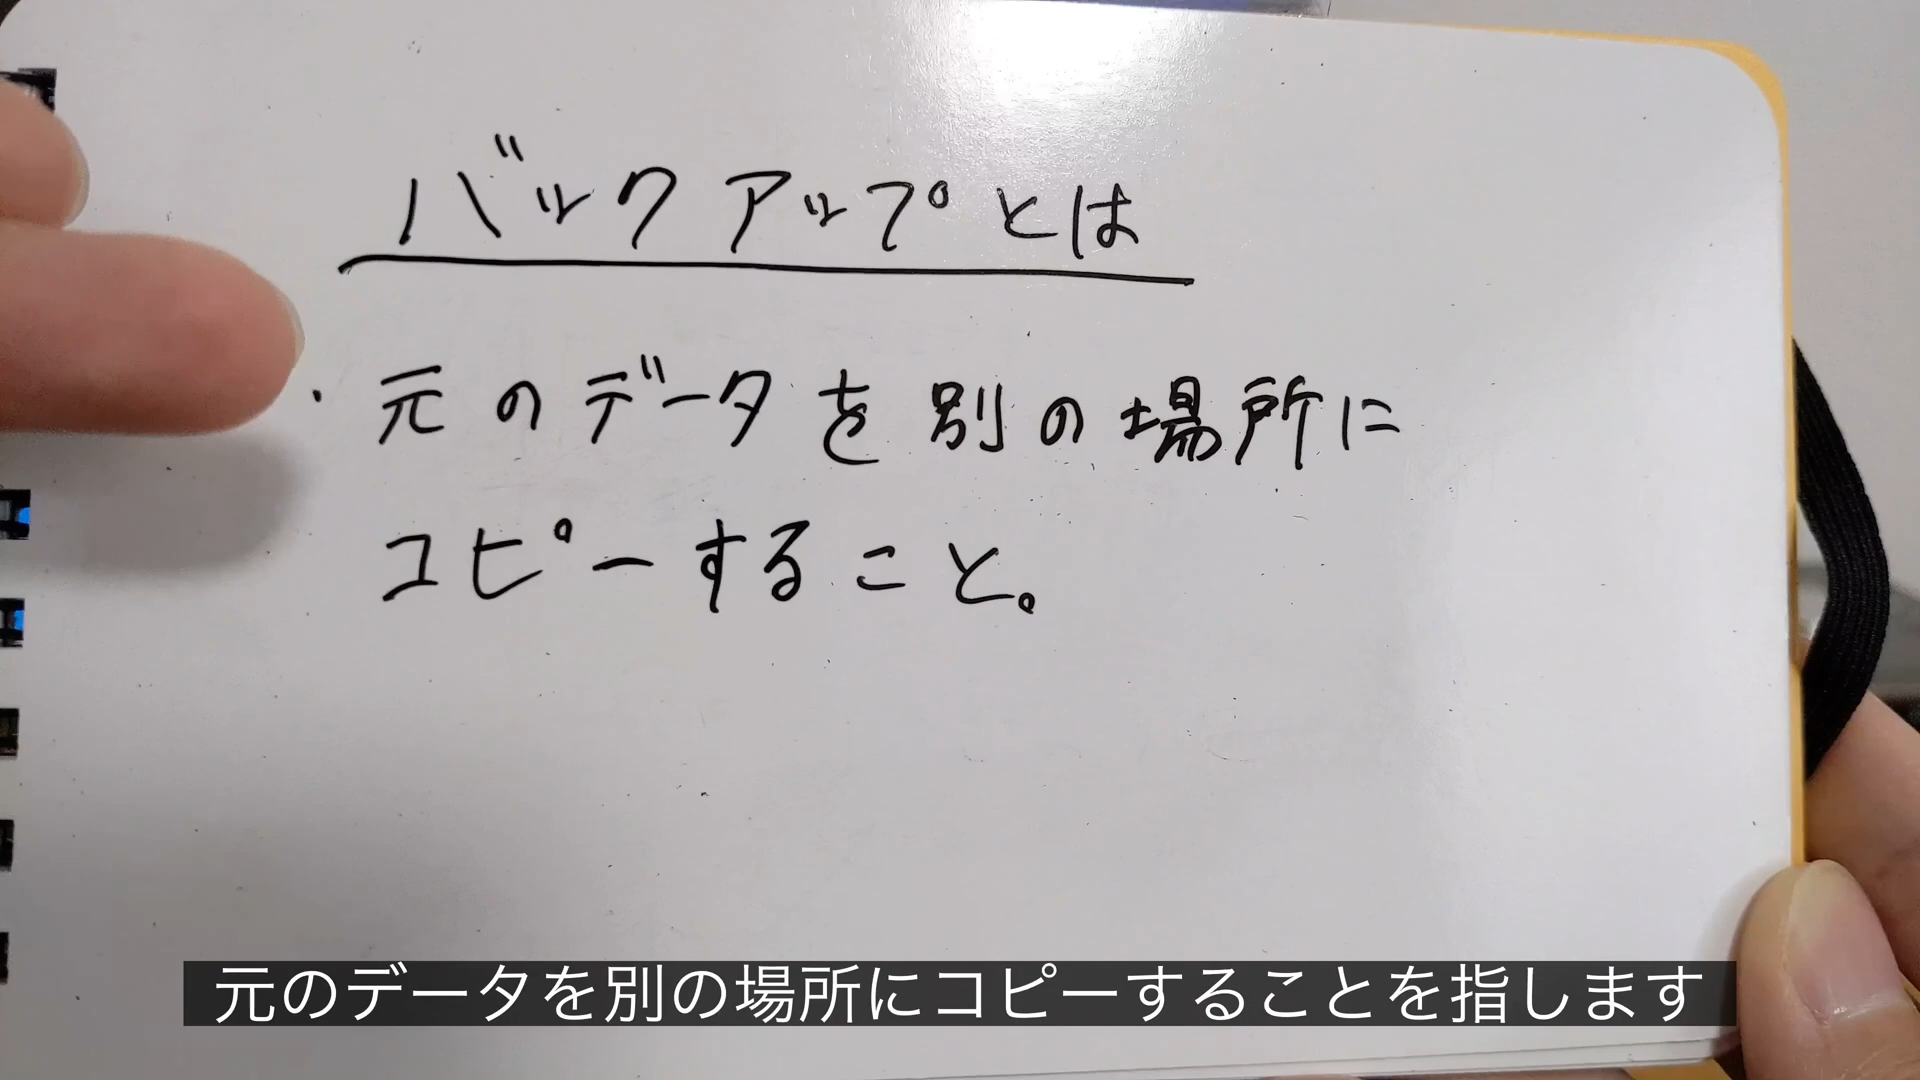 バックアップとは
・元のデータを別の場所に
コピーすること。
元のデータを別の場所にコピーすることを指します